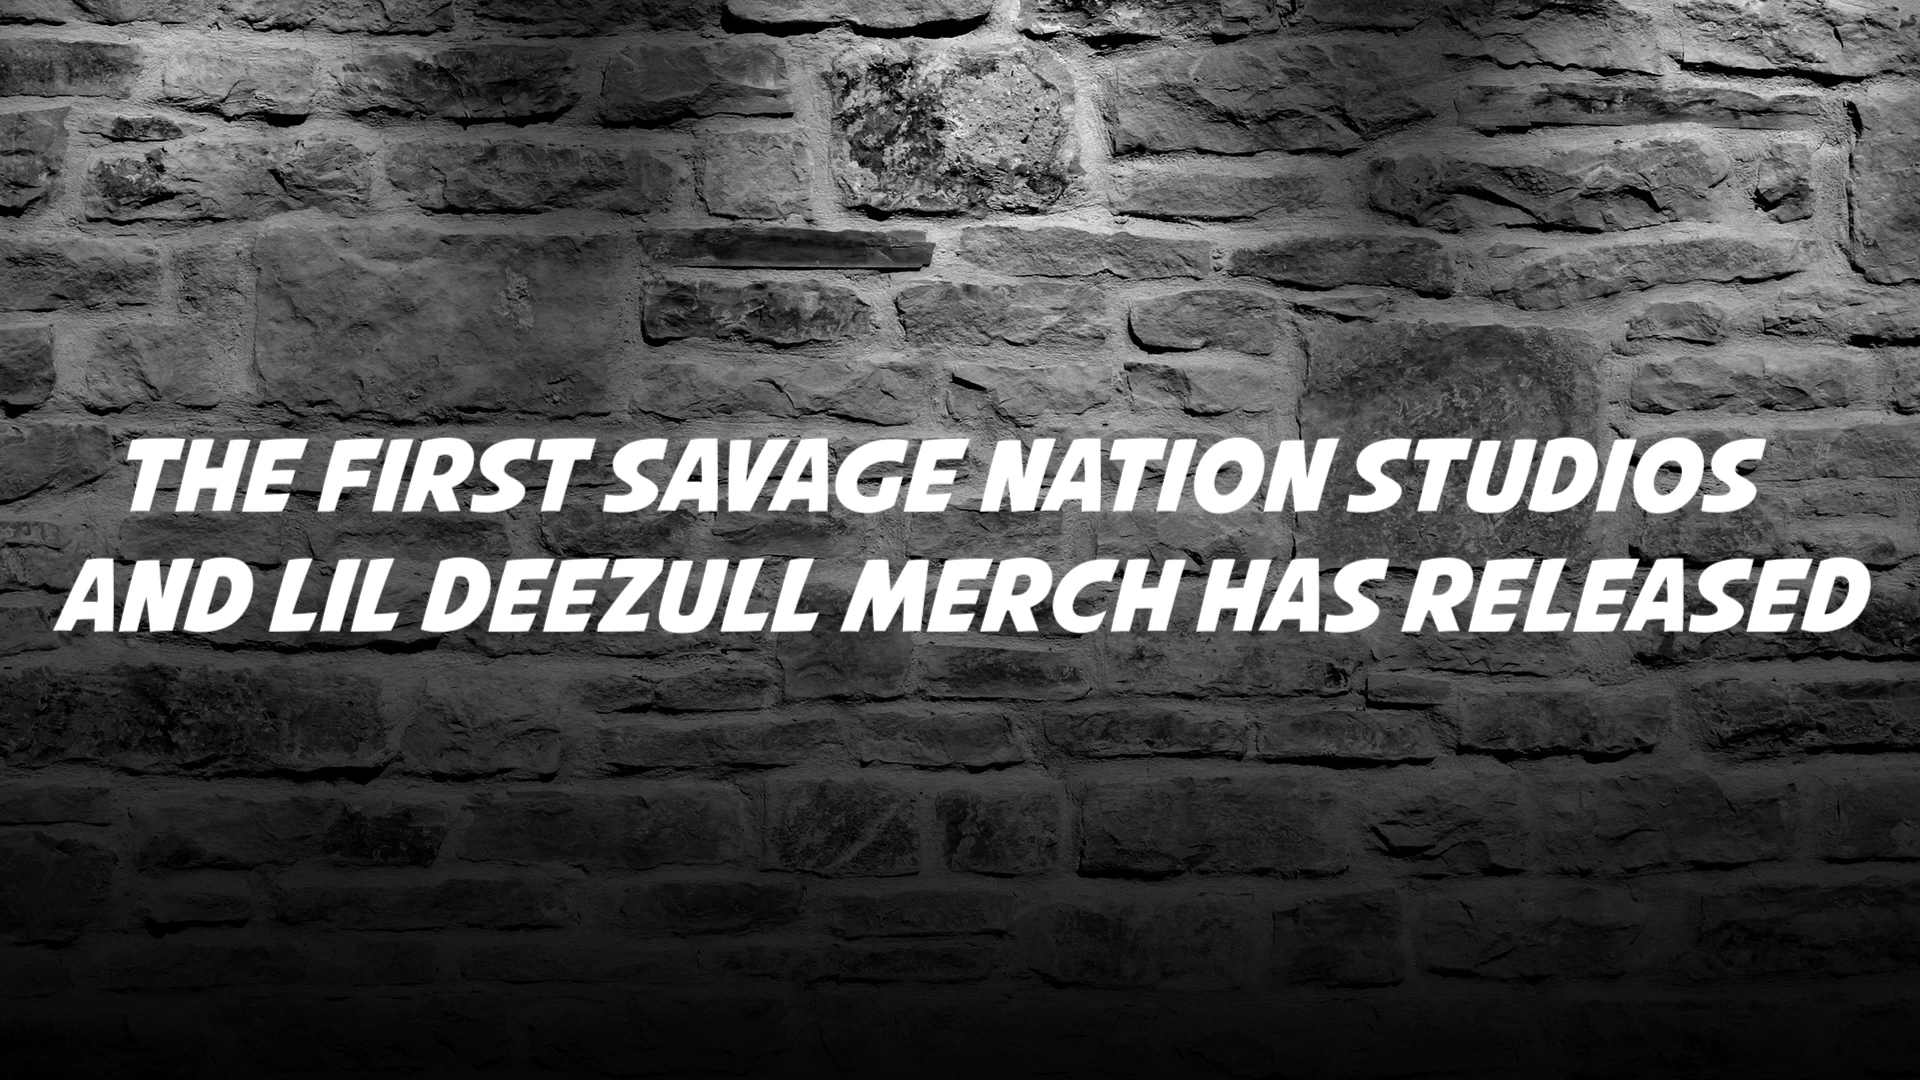 THE FIRST SAVAGE NATION STUDIOS
AND LIL DEEZULL MERCH HAS RELEASED